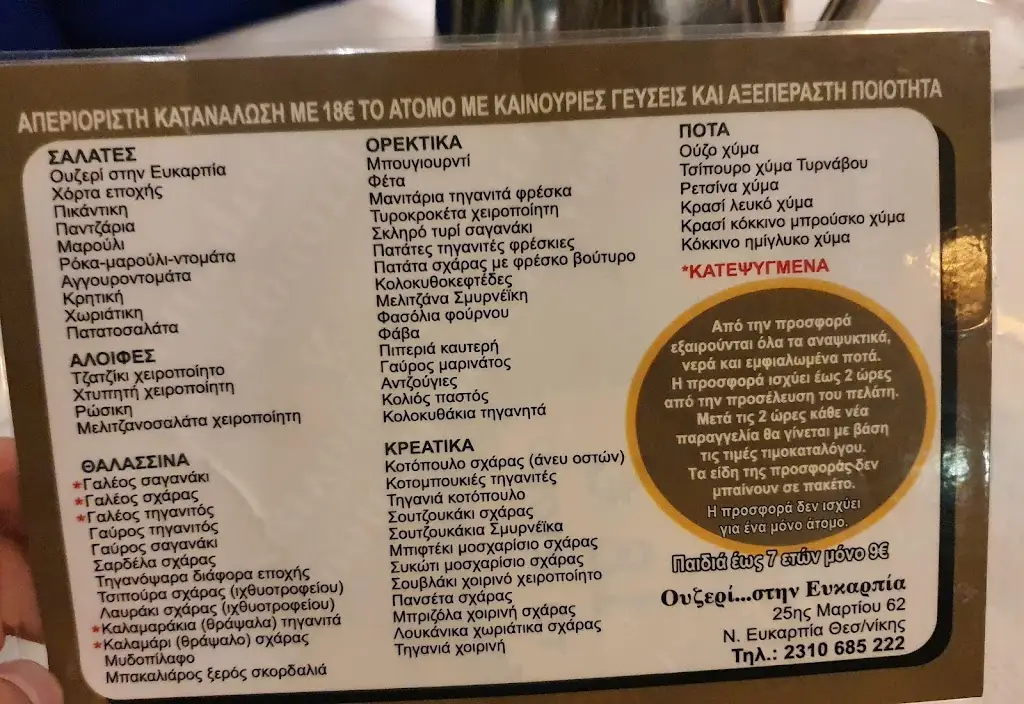 ΑΠΕΡΙΟΡΙΣΤΗ ΚΑΤΑΝΑΛΩΣΗ ΜΕ 18€ ΤΟ ΑΤΟΜΟ ΜΕ ΚΑΙΝΟΥΡΙΕΣ ΓΕΥΣΕΙΣ ΚΑΙ ΑΞΕΠΕΡΑΣΤΗ ΠΟΙΟΤΗΤΑ
ΣΑΛΑΤΕΣ
Ουζερί στην Ευκαρπία
Χόρτα εποχής
Πικάντικη
Παντζάρια
Μαρούλι
Ρόκα-μαρούλι-ντομάτα
Αγγουροντομάτα
Κρητική
Χωριάτικη
Πατατοσαλάτα
ΑΛΟΙΦΕΣ
Τζατζίκι χειροποίητο
Χτυπητή χειροποίητη
Ρώσικη
Μελιτζανοσαλάτα χειροποίητη
ΘΑΛΑΣΣΙΝΑ
*Γαλέος σαγανάκι
*Γαλέος σχάρας
*Γαλέος τηγανιτός
Γαύρος τηγανιτός
Γαύρος σαγανάκι
Σαρδέλα σχάρας
Τηγανόψαρα διάφορα εποχής
Τσιπούρα σχάρας (ιχθυοτροφείου)
Λαυράκι σχάρας (ιχθυοτροφείου)
*Καλαμαράκια (θράψαλα) τηγανιτά
*Καλαμάρι (θράψαλο) σχάρας
Μυδοπίλαφο
Μπακαλιάρος ξερός σκορδαλιά
ΟΡΕΚΤΙΚΑ
Μπουγιουρντί
Φέτα
Μανιτάρια τηγανιτά φρέσκα
Τυροκροκέτα χειροποίητη
Σκληρό τυρί σαγανάκι
Πατάτες τηγανιτές φρέσκιες
Πατάτα σχάρας με φρέσκο βούτυρο
Κολοκυθοκεφτέδες
Μελιτζάνα Σμυρνέϊκη
Φασόλια φούρνου
Φάβα
Πιπεριά καυτερή
Γαύρος μαρινάτος
Αντζούγιες
Κολιός παστός
Κολοκυθάκια τηγανητά
ΚΡΕΑΤΙΚΑ
Κοτόπουλο σχάρας (άνευ οστών)
Κοτομπουκιές τηγανιτές
Τηγανιά κοτόπουλο
Σουτζουκάκι σχάρας
Σουτζουκάκια Σμυρνέϊκα
Μπιφτέκι μοσχαρίσιο σχάρας
Συκώτι μοσχαρίσιο σχάρας
Σουβλάκι χοιρινό χειροποίητο
Πανσέτα σχάρας
Μπριζόλα χοιρινή σχάρας
Λουκάνικα χωριάτικα σχάρας
Τηγανιά χοιρινή
ΠΟΤΑ
Ούζο χύμα
Τσίπουρο χύμα Τυρνάβου
Ρετσίνα χύμα
Κρασί λευκό χύμα
Κρασί κόκκινο μπρούσκο χύμα
Κόκκινο ημίγλυκο χύμα
*ΚΑΤΕΨΥΓΜΕΝΑ
Από την προσφορά
εξαιρούνται όλα τα αναψυκτικά,
νερά και εμφιαλωμένα ποτά.
Η προσφορά ισχύει έως 2 ώρες
από την προσέλευση του πελάτη.
Μετά τις 2 ώρες κάθε νέα
παραγγελία θα γίνεται με βάση
τις τιμές τιμοκαταλόγου.
Τα είδη της προσφοράς δεν
μπαίνουν σε πακέτο.
Η προσφορά δεν ισχύει
για ένα μόνο άτομο.
Παιδιά έως 7 ετών μόνο 9€
Ουζερί...στην Ευκαρπία
25ης Μαρτίου 62
Ν. Ευκαρπία Θεσ/νίκης
Τηλ.: 2310 685 222